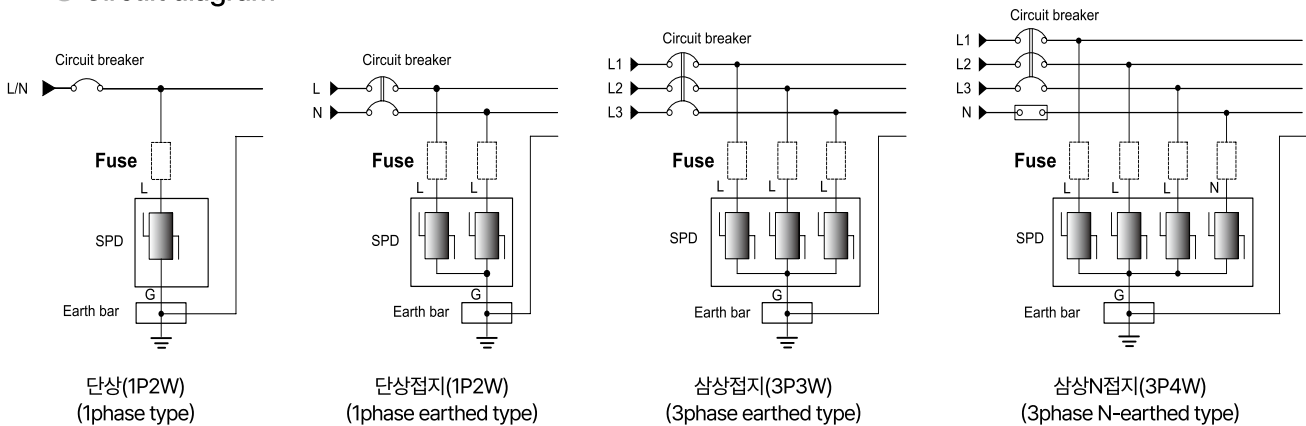 Circuit diagram
Circuit breaker
L/N
Fuse
L
SPD
G
Earth bar
단상(1P2W)
(1phase type)
Circuit breaker
L
N
Fuse
L
L
SPD
G
Earth bar
단상접지(1P2W)
(1phase earthed type)
Circuit breaker
L1
L2
L3
Fuse
L
L
L
SPD
G
Earth bar
삼상접지(3P3W)
(3phase earthed type)
Circuit breaker
L1
L2
L3
N
Fuse
L
L
L
N
SPD
G
Earth bar
삼상N접지(3P4W)
(3phase N-earthed type)